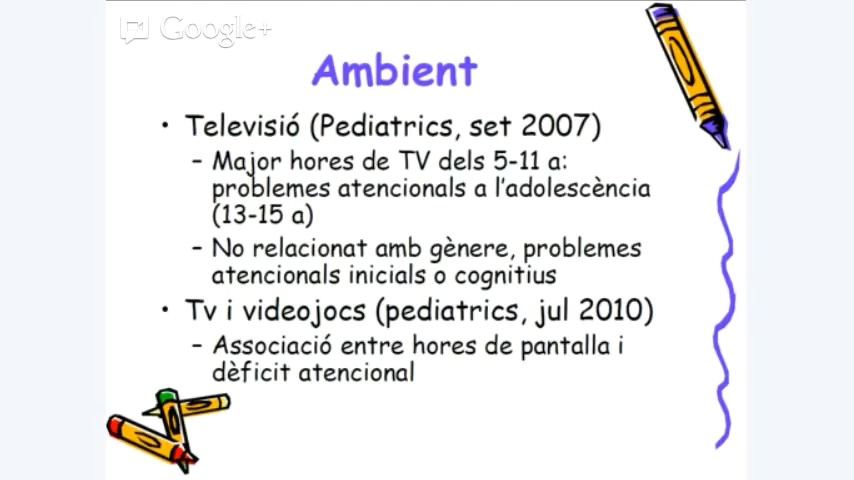 Google+
Ambient
• Televisió (Pediatrics, set 2007)
– Major hores de TV dels 5-11 a:
problemes atencionals a l'adolescència
(13-15 a)
– No relacionat amb gènere, problemes
atencionals inicials o cognitius
• Tv i videojocs (pediatrics, jul 2010)
– Associació entre hores de pantalla i
dèficit atencional